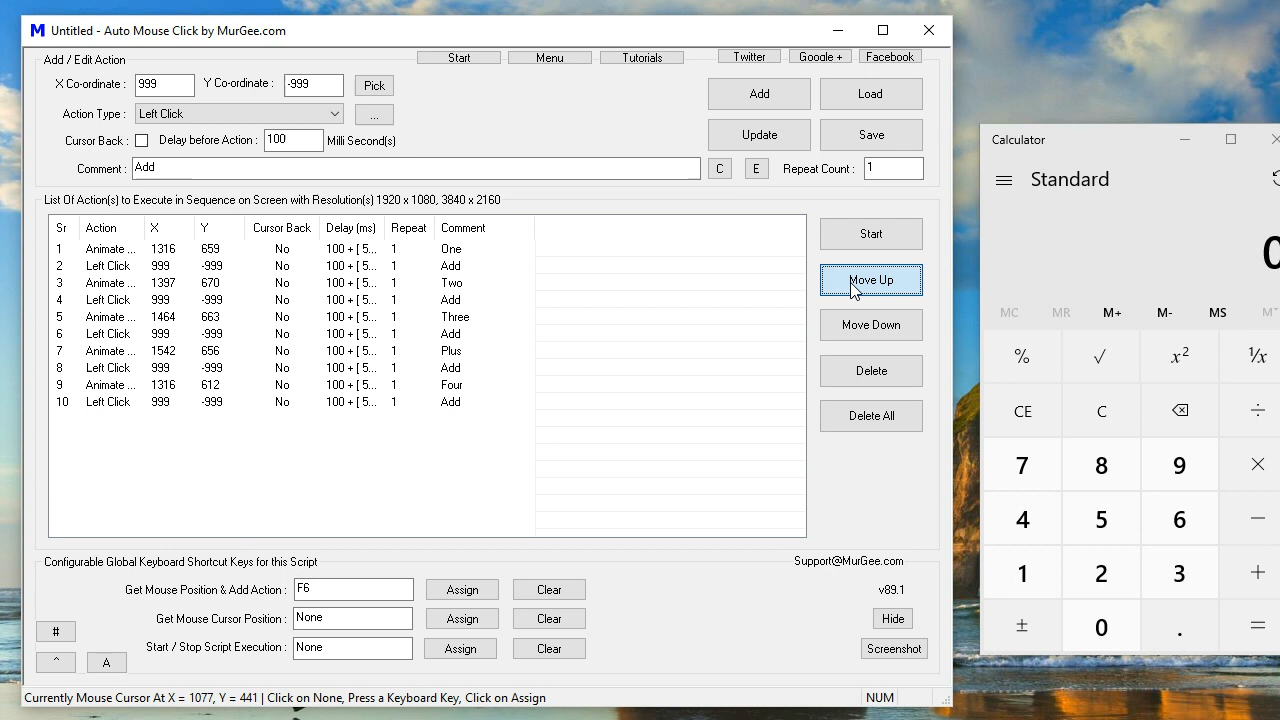 M Untitled - Auto Mouse Click by MurGee.com
Add / Edit Action
Start
Menu
Tutorials
Twitter
Google +
Facebook
X Co-ordinate :
999
Y Co-ordinate :
-999
Pick
Add
Load
Action Type :
Left Click
...
Cursor Back :
Delay before Action :
100
Milli Second(s)
Update
Save
Comment :
Add
C
E
Repeat Count :
1
List Of Action(s) to Execute in Sequence on Screen with Resolution(s) 1920 x 1080, 3840 x 2160
Sr Action X Y Cursor Back Delay (ms) Repeat Comment
1 Animate ... 1316 659 No 100 + [ 5... 1 One
2 Left Click 999 -999 No 100 + [ 5... 1 Add
3 Animate ... 1397 670 No 100 + [ 5... 1 Two
4 Left Click 999 -999 No 100 + [ 5... 1 Add
5 Animate ... 1464 663 No 100 + [ 5... 1 Three
6 Left Click 999 -999 No 100 + [ 5... 1 Add
7 Animate ... 1542 656 No 100 + [ 5... 1 Plus
8 Left Click 999 -999 No 100 + [ 5... 1 Add
9 Animate ... 1316 612 No 100 + [ 5... 1 Four
10 Left Click 999 -999 No 100 + [ 5... 1 Add
Start
Move Up
Move Down
Delete
Delete All
Configurable Global Keyboard Shortcut Keys for this Script
Support@MurGee.com
Get Mouse Position & Add Action :
F6
Assign
Clear
v89.1
Get Mouse Cursor Position :
None
Assign
Clear
Hide
#
Start / Stop Script Execution :
None
Assign
Clear
Screenshot
^
A
Currently Mouse Cursor At X = 1077, Y = 441 | Click on None, Press a Keyboard Key, Click on Assign
NUM
Calculator
Standard
0
MC MR M+ M- MS M˅
% √ x² ¹/x
CE C ÷
7 8 9 ×
4 5 6 −
1 2 3 +
± 0 . =